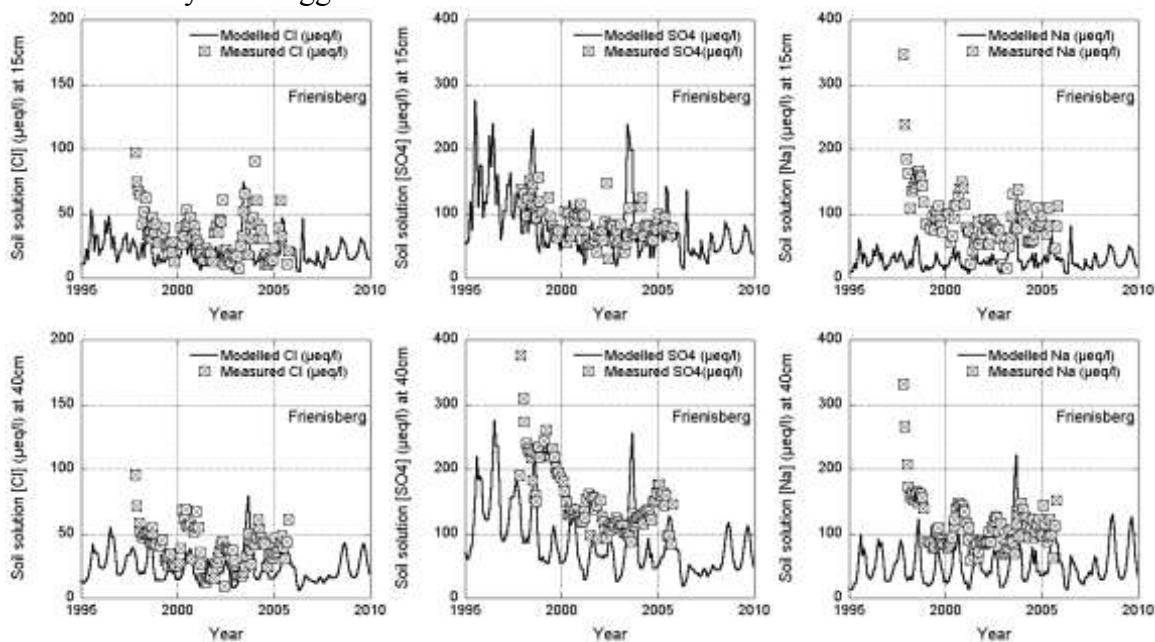 200
150
100
50
0
Soil solution [Cl] (µeq/l) at 15cm
Modelled Cl (µeq/l)
Measured Cl (µeq/l)
Frienisberg
1995 2000 2005 2010
Year
400
300
200
100
0
Soil solution [SO4] (µeq/l) at 15cm
Modelled SO4 (µeq/l)
Measured SO4(µeq/l)
Frienisberg
1995 2000 2005 2010
Year
400
300
200
100
0
Soil solution [Na] (µeq/l) at 15cm
Modelled Na (µeq/l)
Measured Na (µeq/l)
Frienisberg
1995 2000 2005 2010
Year
200
150
100
50
0
Soil solution [Cl] (µeq/l) at 40cm
Modelled Cl (µeq/l)
Measured Cl (µeq/l)
Frienisberg
1995 2000 2005 2010
Year
400
300
200
100
0
Soil solution [SO4] (µeq/l) at 40cm
Modelled SO4 (µeq/l)
Measured SO4(µeq/l)
Frienisberg
1995 2000 2005 2010
Year
400
300
200
100
0
Soil solution [Na] (µeq/l) at 40cm
Modelled Na (µeq/l)
Measured Na (µeq/l)
Frienisberg
1995 2000 2005 2010
Year